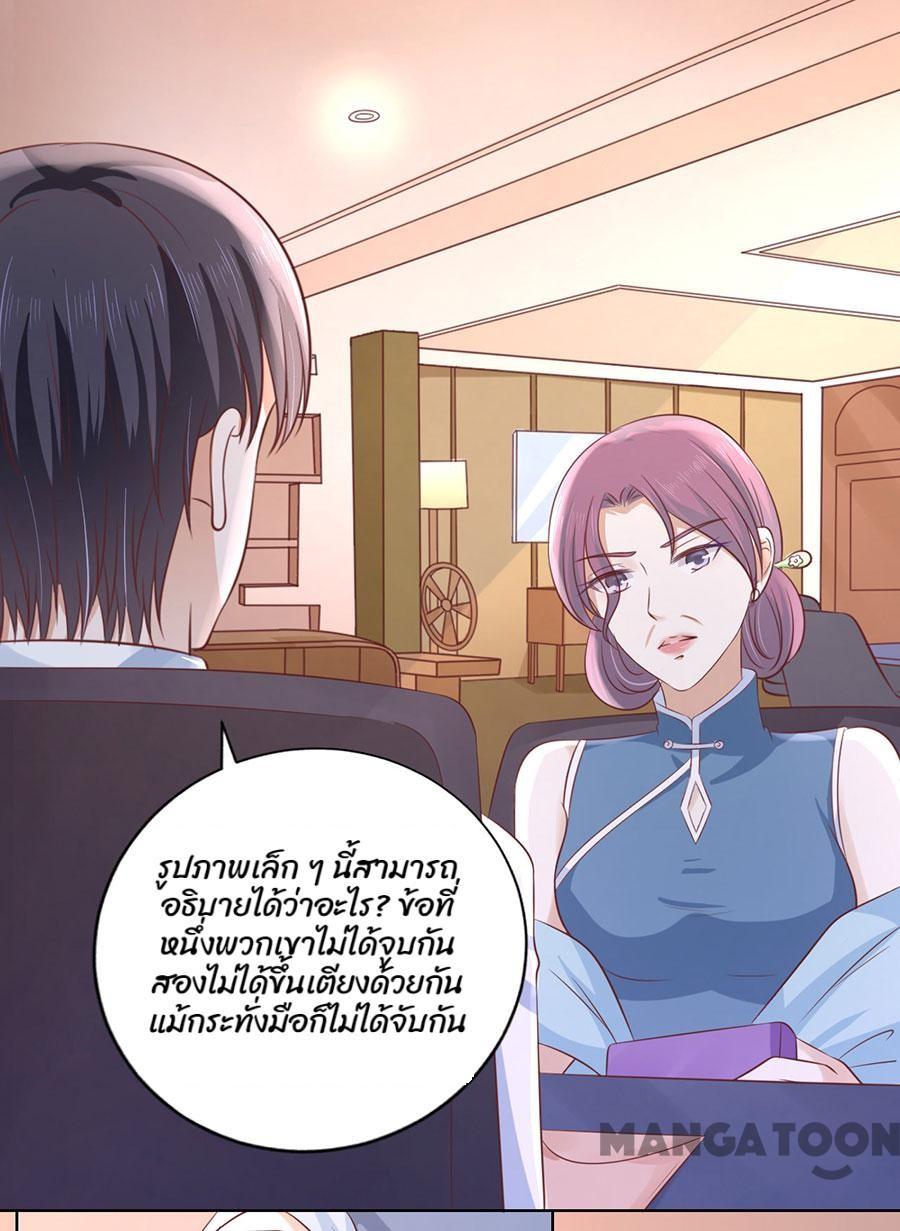 รูปภาพเล็ก ๆ นี้สามารถ
อธิบายได้ว่าอะไร? ข้อที่
หนึ่งพวกเขาไม่ได้จูบกัน
สองไม่ได้ขึ้นเตียงด้วยกัน
แม้กระทั่งมือก็ไม่ได้จับกัน
MANGATOON